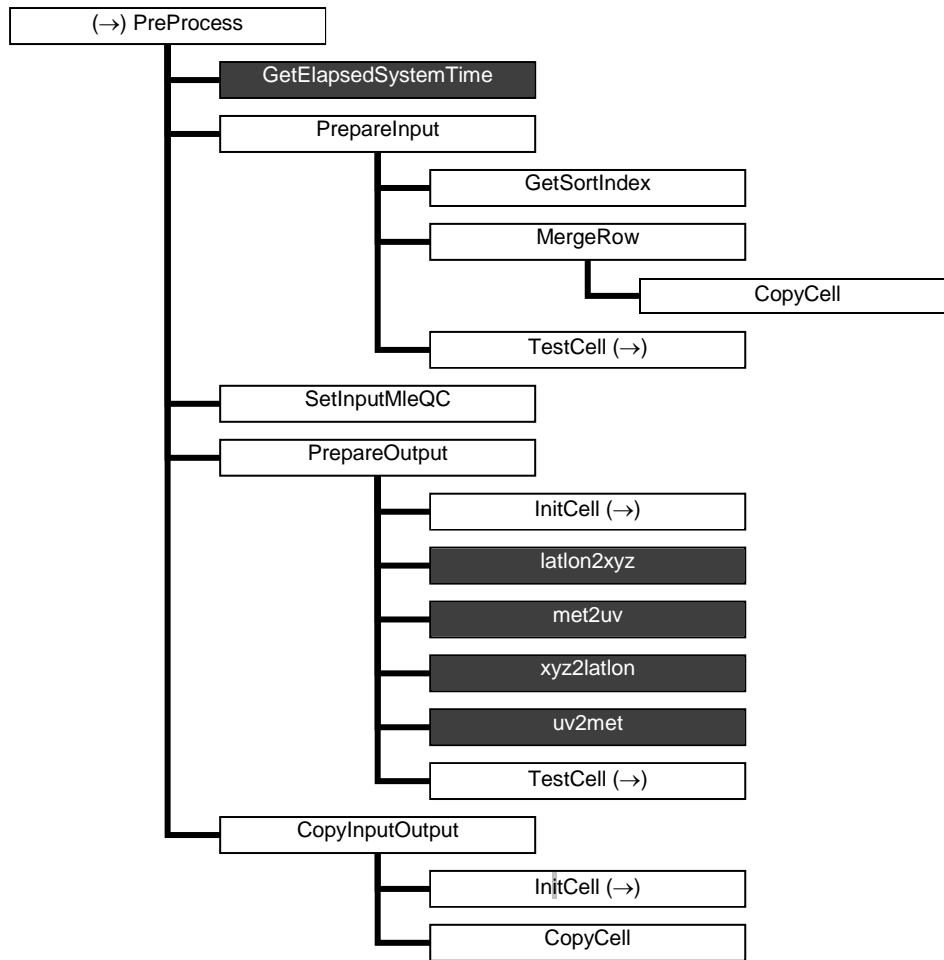 (→) PreProcess
GetElapsedSystemTime
PrepareInput
GetSortIndex
MergeRow
CopyCell
TestCell (→)
SetInputMleQC
PrepareOutput
InitCell (→)
latlon2xyz
met2uv
xyz2latlon
uv2met
TestCell (→)
CopyInputOutput
InitCell (→)
CopyCell